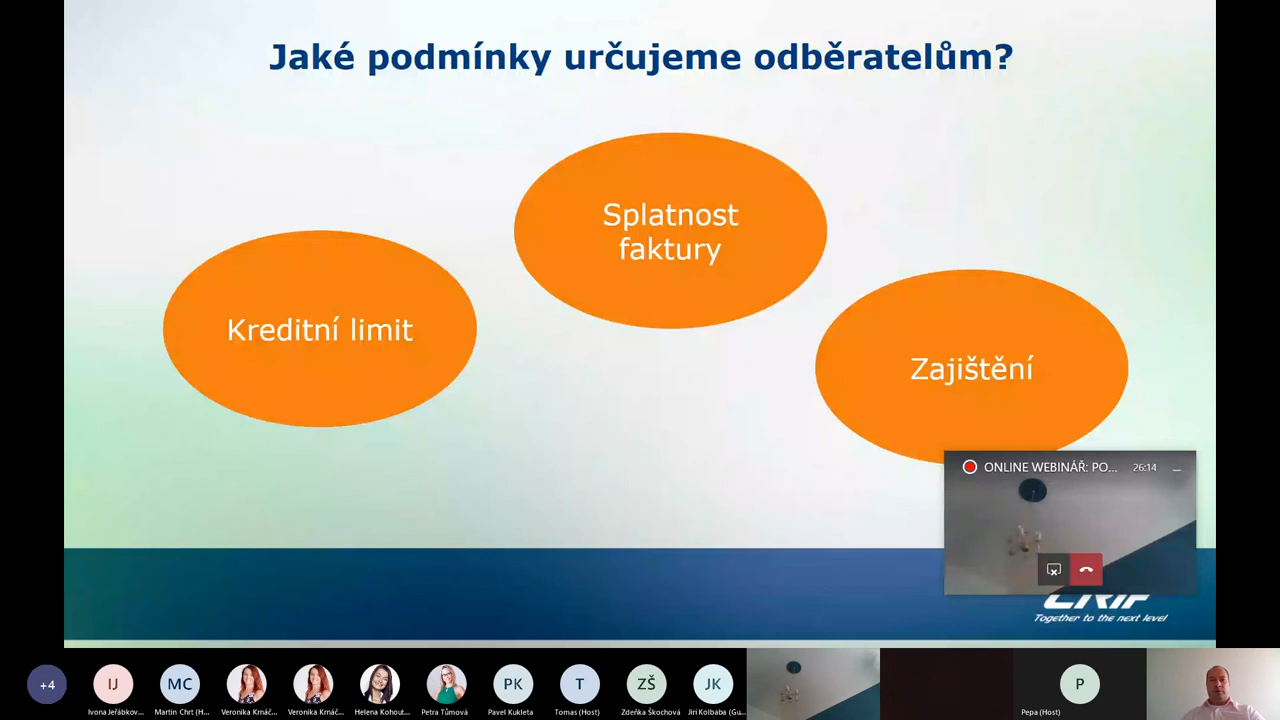 Jaké podmínky určujeme odběratelům?
Splatnost
faktury
Kreditní limit
Zajištění
ONLINE WEBINÁŘ: PO... 26:14
CRIF
Together to the next level
+4
IJ
MC
PK
T
ZŠ
JK
P
Ivona Jeřábkov...
Martin Chrt (H...
Veronika Krnáč...
Veronika Krnáč...
Helena Kohout...
Petra Tůmová
Pavel Kukleta
Tomas (Host)
Zdeňka Škochová
Jiri Kolbaba (Gu...
Pepa (Host)